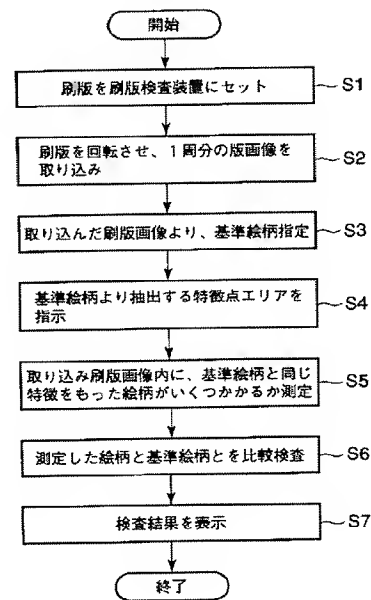 開始
刷版を刷版検査装置にセット
S1
刷版を回転させ、1周分の版画像を
取り込み
S2
取り込んだ刷版画像より、基準絵柄指定
S3
基準絵柄より抽出する特徴点エリアを
指示
S4
取り込み刷版画像内に、基準絵柄と同じ
特徴をもった絵柄がいくつかかるか測定
S5
測定した絵柄と基準絵柄とを比較検査
S6
検査結果を表示
S7
終了